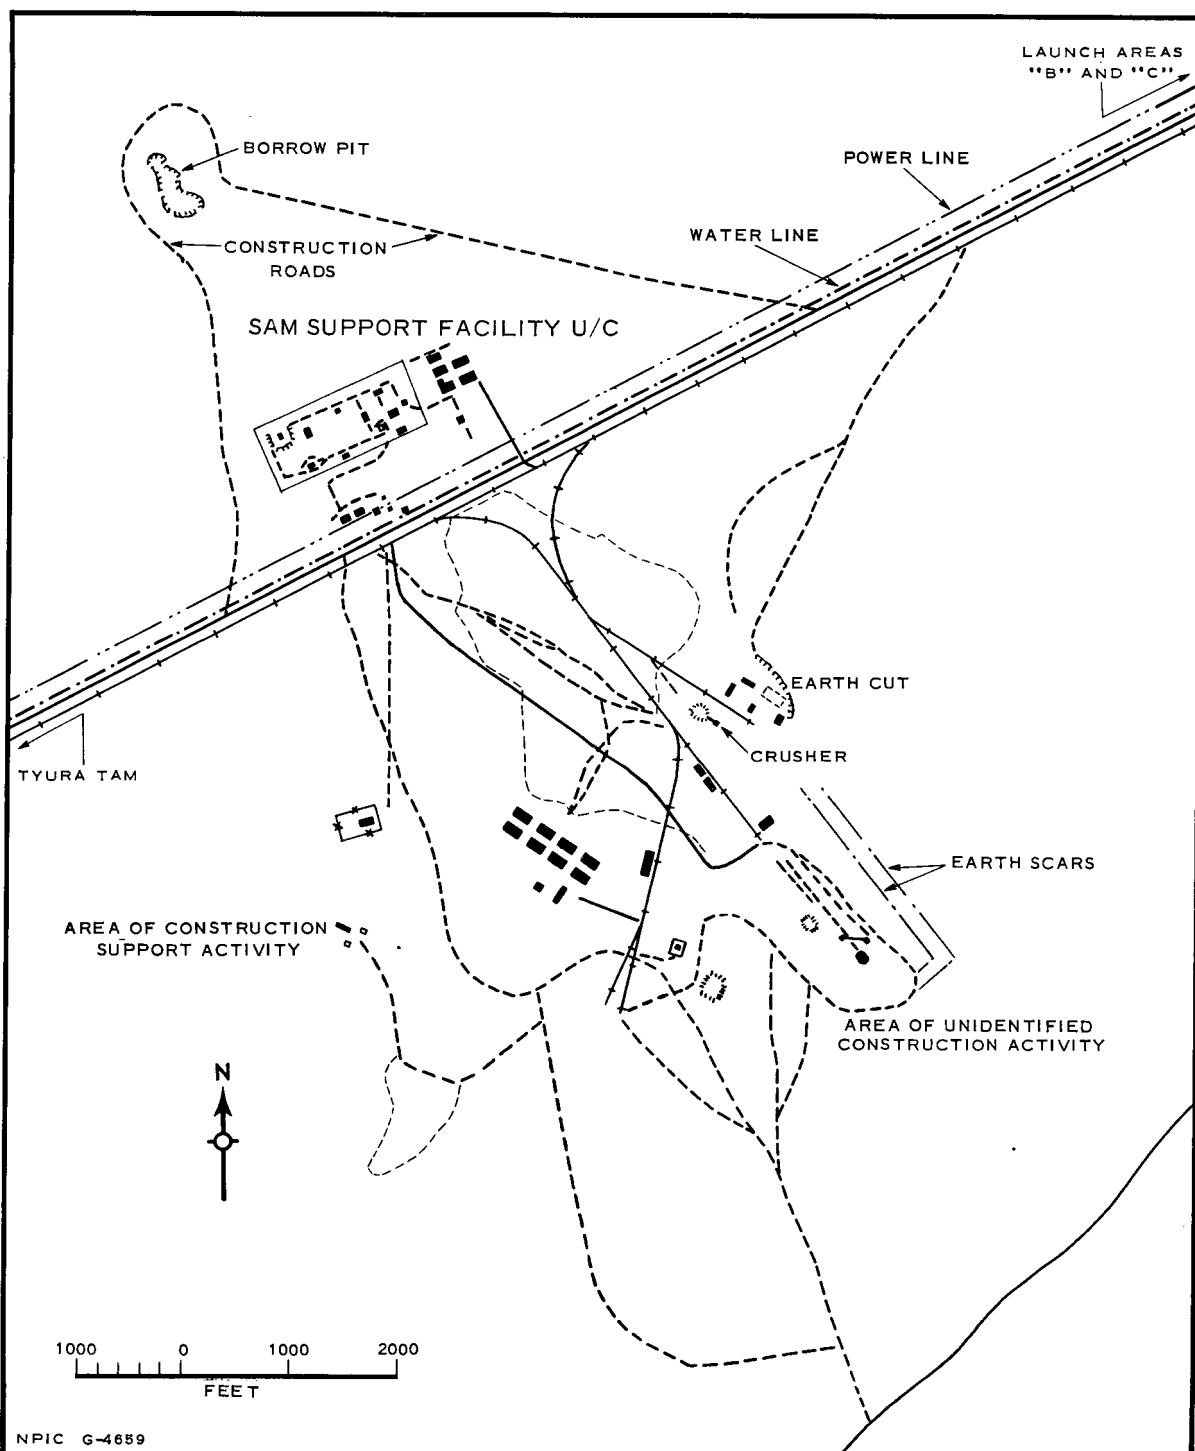 LAUNCH AREAS
"B" AND "C"
BORROW PIT
POWER LINE
WATER LINE
CONSTRUCTION
ROADS
SAM SUPPORT FACILITY U/C
EARTH CUT
CRUSHER
TYURA TAM
EARTH SCARS
AREA OF CONSTRUCTION
SUPPORT ACTIVITY
AREA OF UNIDENTIFIED
CONSTRUCTION ACTIVITY
N
1000 0 1000 2000
FEET
NPIC G-4659